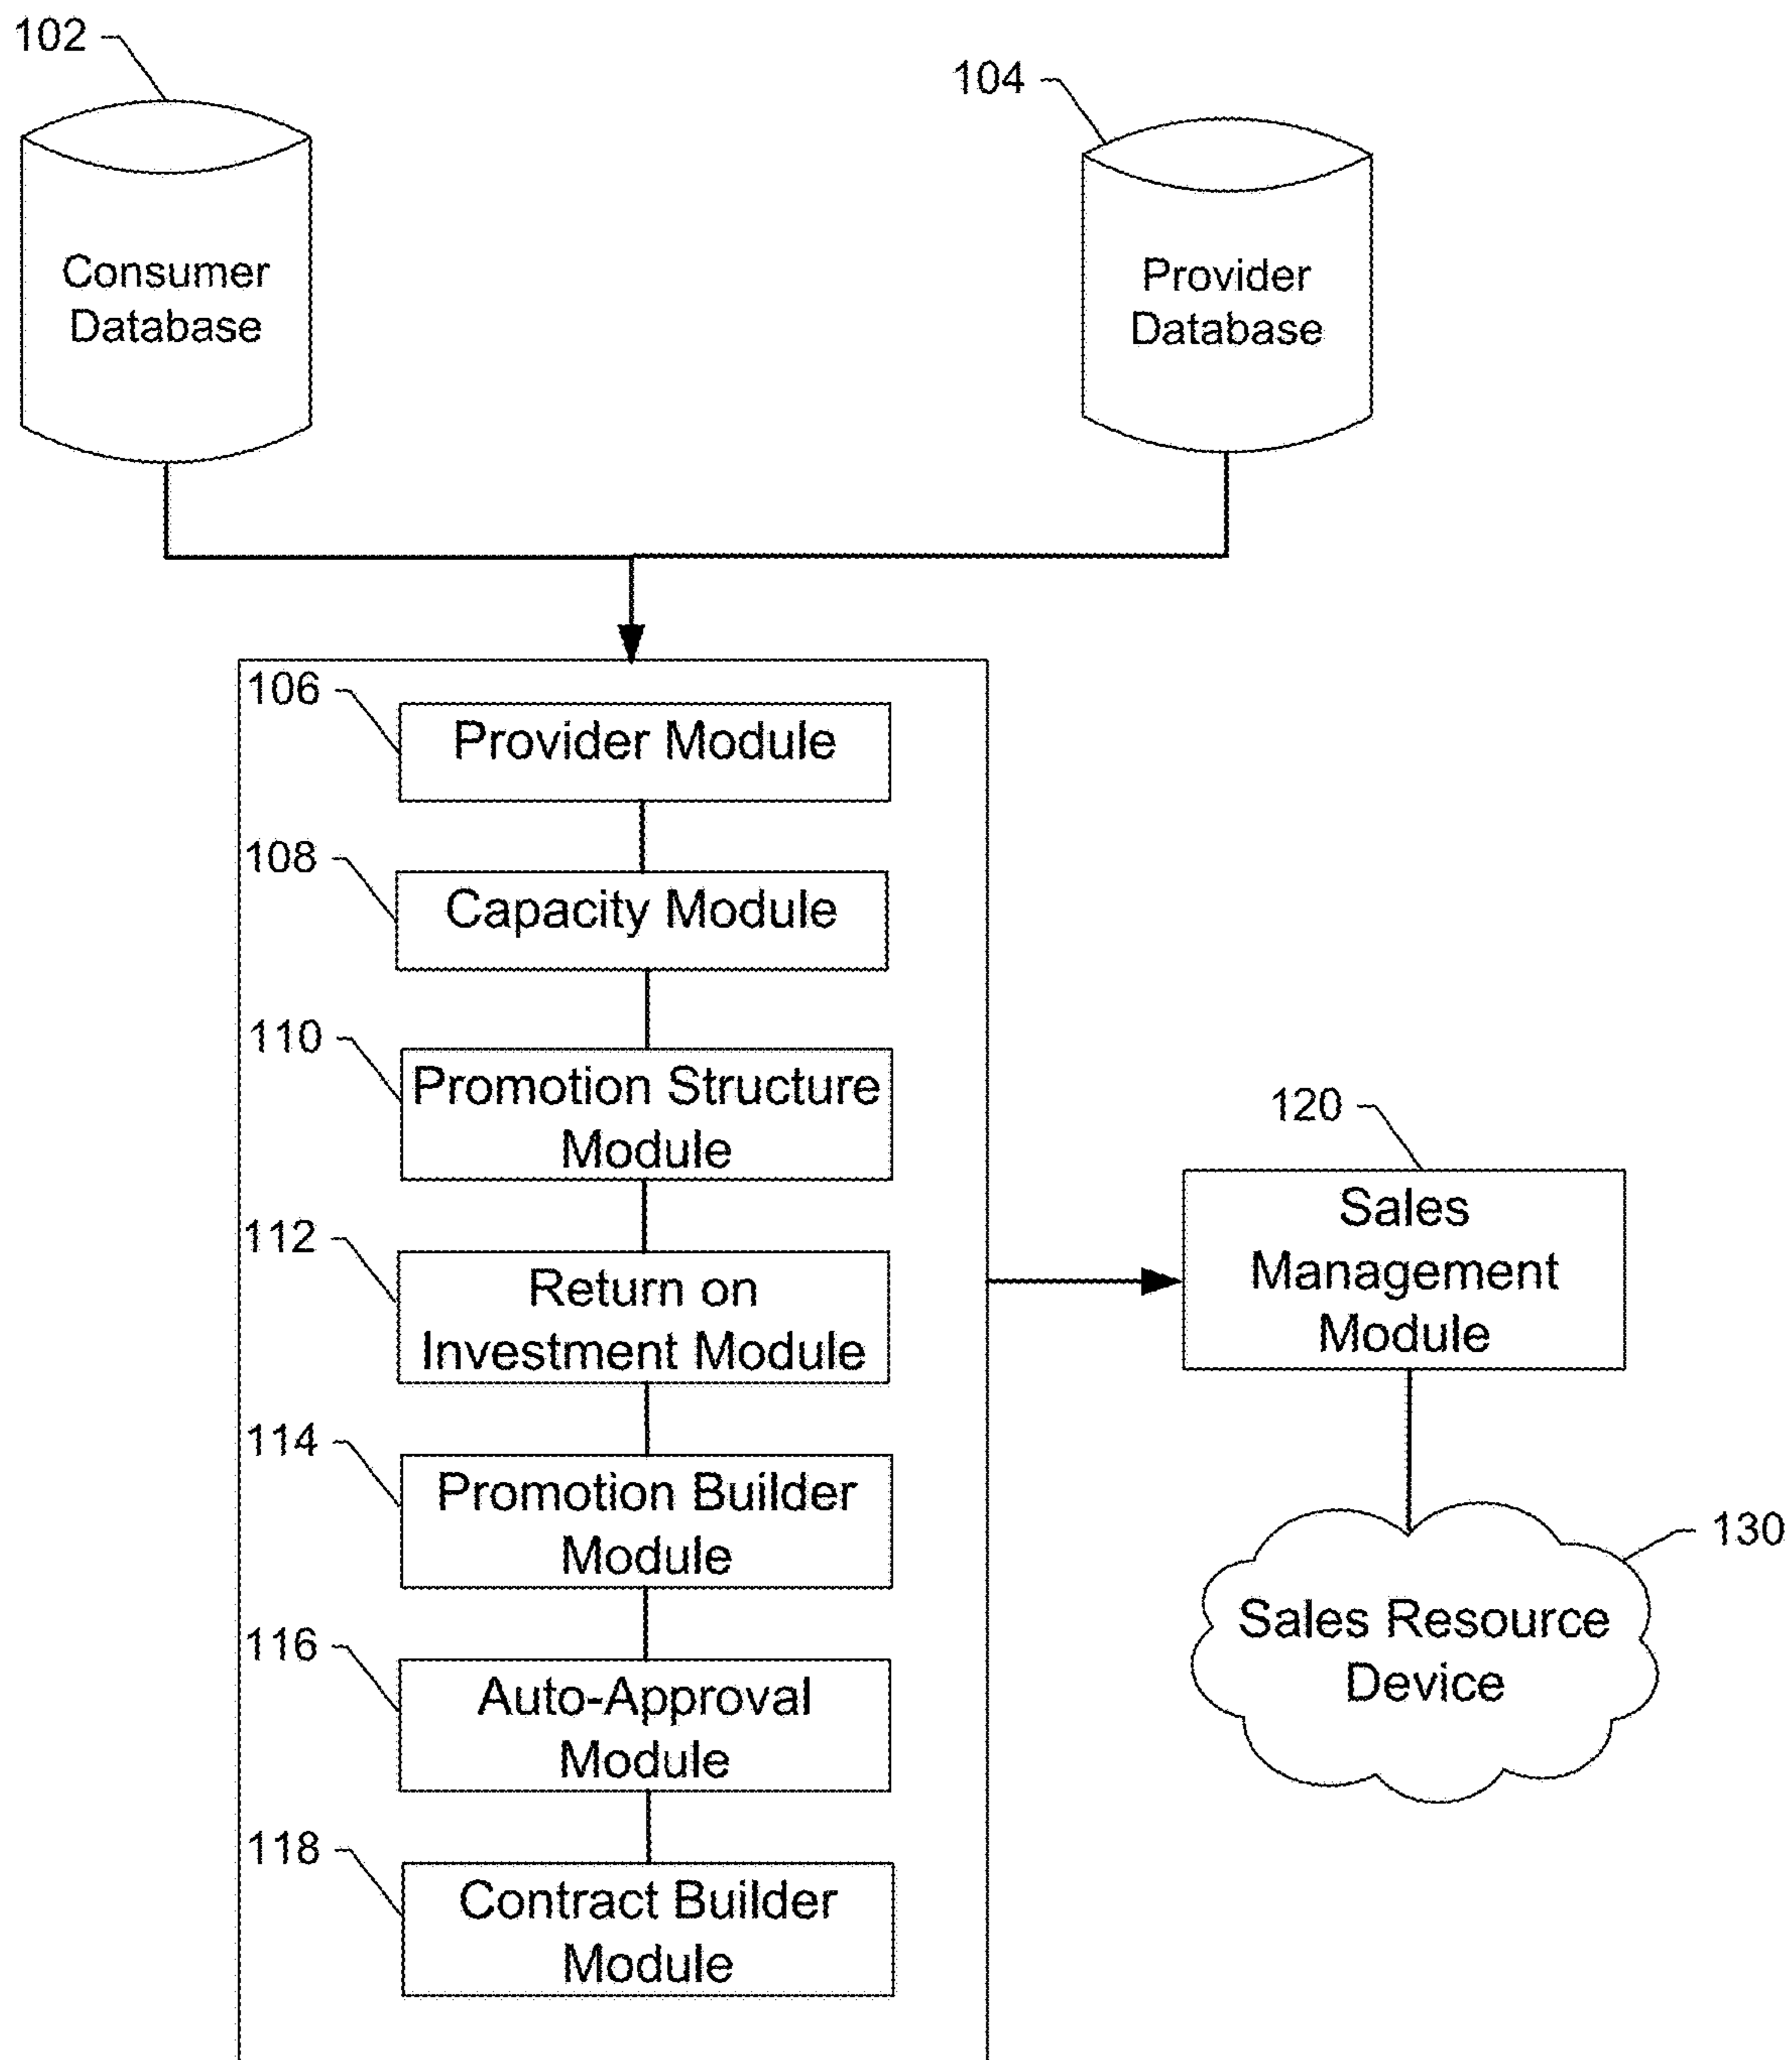 102
104
Consumer
Database
Provider
Database
106
Provider Module
108
Capacity Module
110
Promotion Structure
Module
112
Return on
Investment Module
114
Promotion Builder
Module
116
Auto-Approval
Module
118
Contract Builder
Module
120
Sales
Management
Module
130
Sales Resource
Device